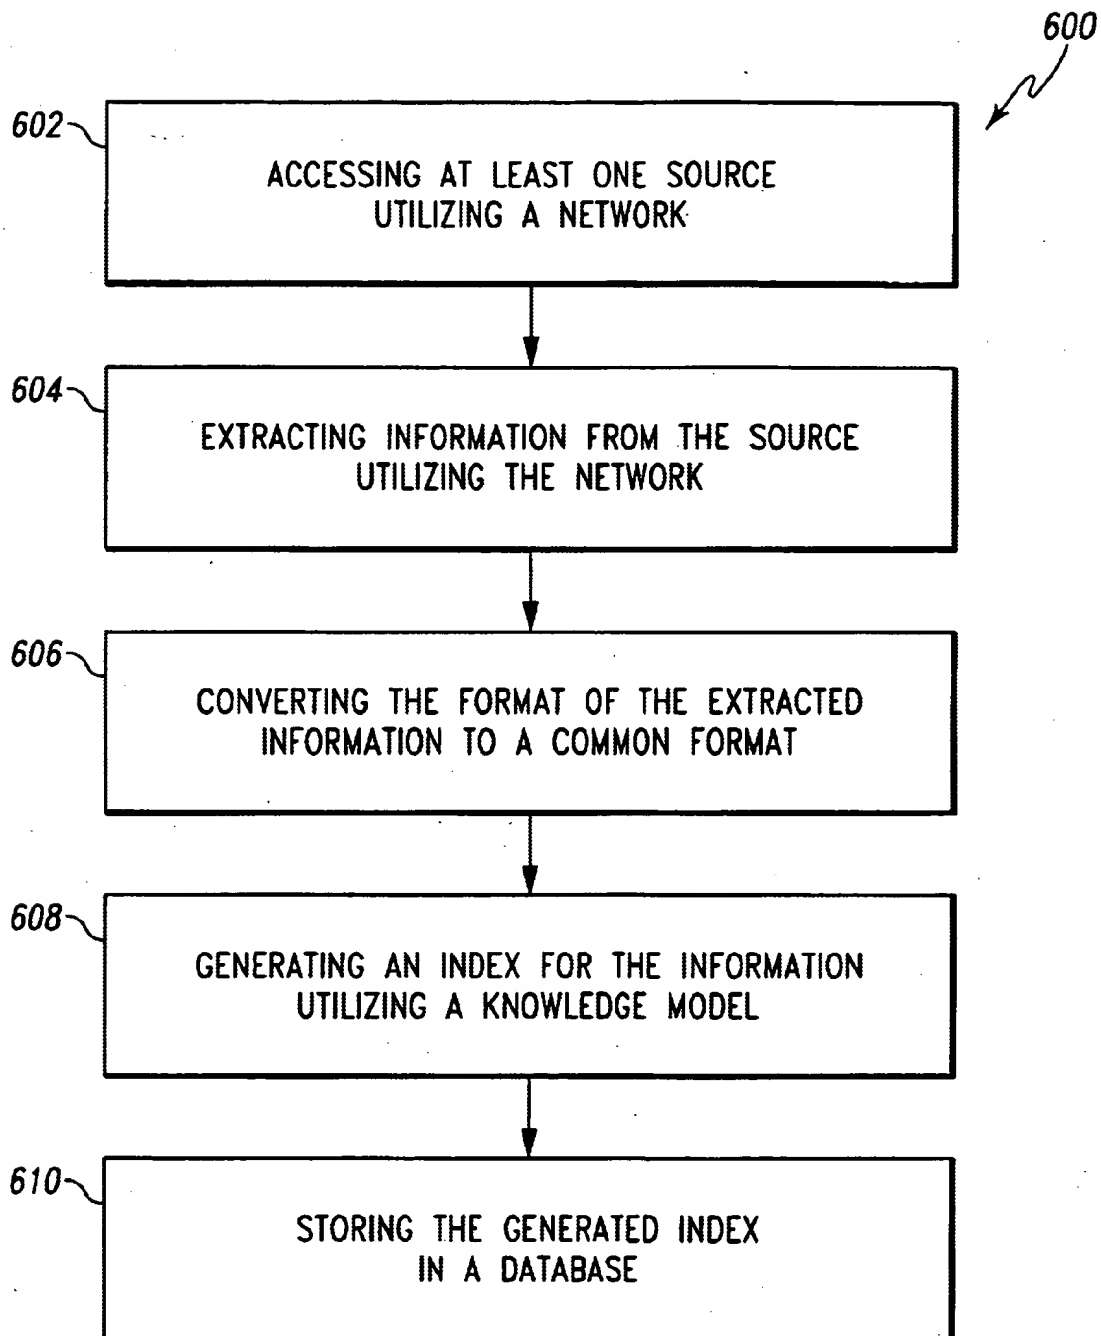 600
602
ACCESSING AT LEAST ONE SOURCE
UTILIZING A NETWORK
604
EXTRACTING INFORMATION FROM THE SOURCE
UTILIZING THE NETWORK
606
CONVERTING THE FORMAT OF THE EXTRACTED
INFORMATION TO A COMMON FORMAT
608
GENERATING AN INDEX FOR THE INFORMATION
UTILIZING A KNOWLEDGE MODEL
610
STORING THE GENERATED INDEX
IN A DATABASE